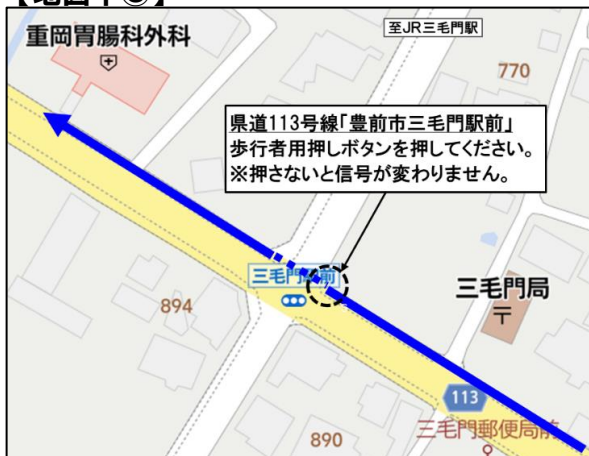 重岡胃腸科外科
至JR三毛門駅
770
県道113号線「豊前市三毛門駅前」
歩行者用押しボタンを押してください。
※押さないと信号が変わりません。
三毛門駅前
894
三毛門局
〒
113
三毛門郵便局前
890